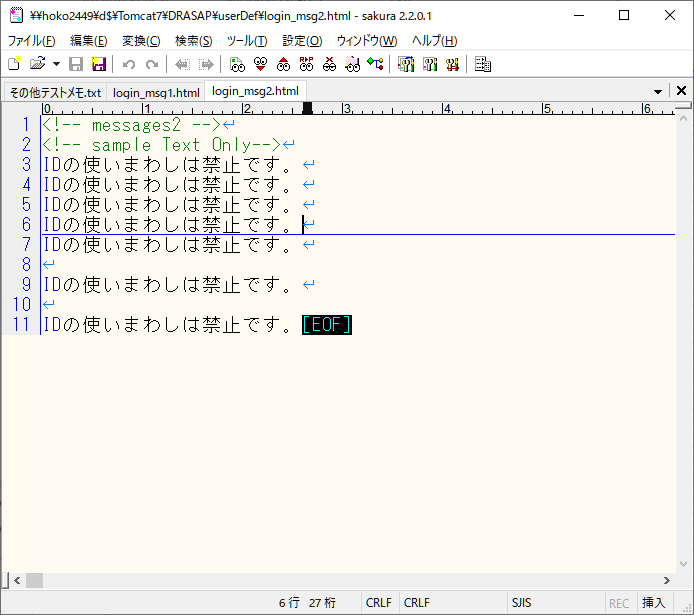 ¥¥hoko2449¥d$¥Tomcat7¥DRASAP¥userDef¥login_msg2.html - sakura 2.2.0.1
ファイル(F) 編集(E) 変換(C) 検索(S) ツール(T) 設定(O) ウィンドウ(W) ヘルプ(H)
その他テストメモ.txt login_msg1.html login_msg2.html
0 1 2 3 4 5 6
1 <!-- messages2 -->↵
2 <!-- sample Text Only-->↵
3 IDの使いまわしは禁止です。↵
4 IDの使いまわしは禁止です。↵
5 IDの使いまわしは禁止です。↵
6 IDの使いまわしは禁止です。↵
7 IDの使いまわしは禁止です。↵
8 ↵
9 IDの使いまわしは禁止です。↵
10 ↵
11 IDの使いまわしは禁止です。[EOF]
6 行 27 桁 CRLF CRLF SJIS REC 挿入